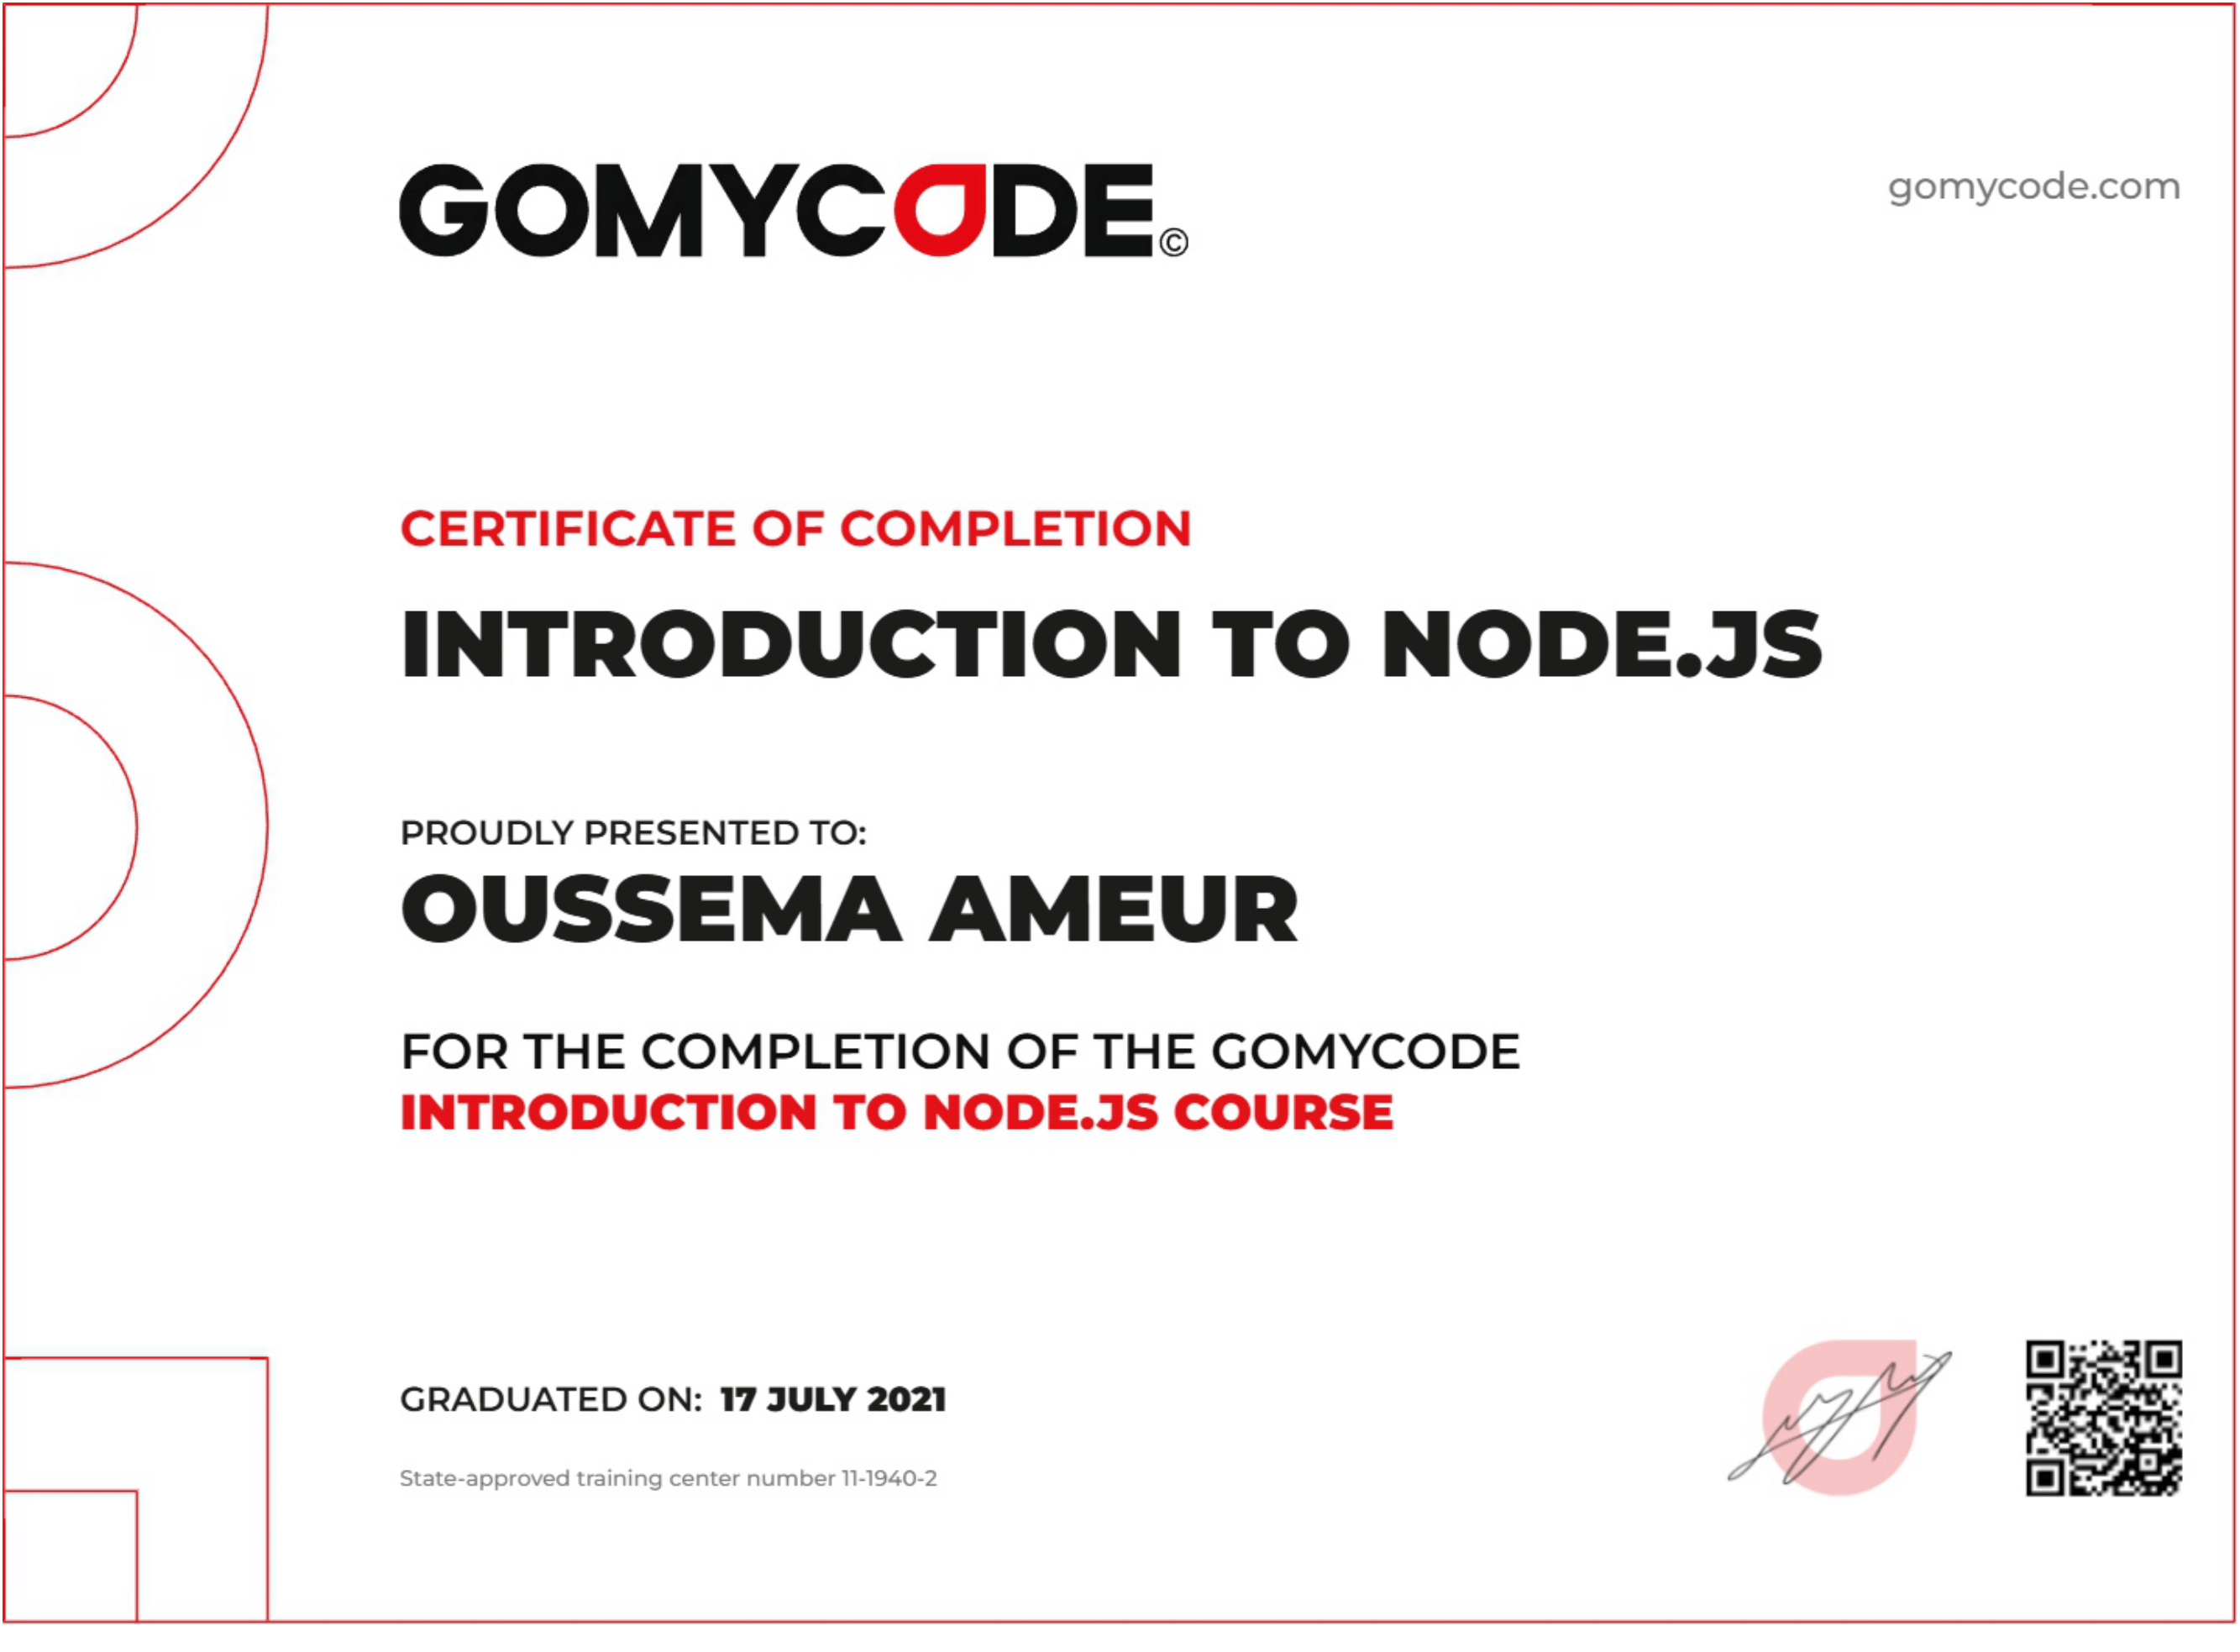 GOMYCODE©
gomycode.com
CERTIFICATE OF COMPLETION
INTRODUCTION TO NODE.JS
PROUDLY PRESENTED TO:
OUSSEMA AMEUR
FOR THE COMPLETION OF THE GOMYCODE
INTRODUCTION TO NODE.JS COURSE
GRADUATED ON: 17 JULY 2021
State-approved training center number 11-1940-2